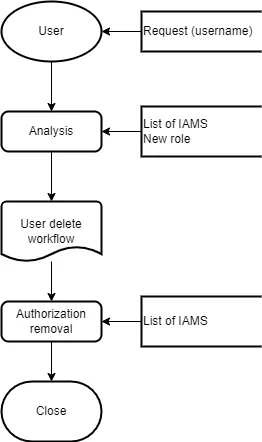 User
Request (username)
Analysis
List of IAMS
New role
User delete
workflow
Authorization
removal
List of IAMS
Close